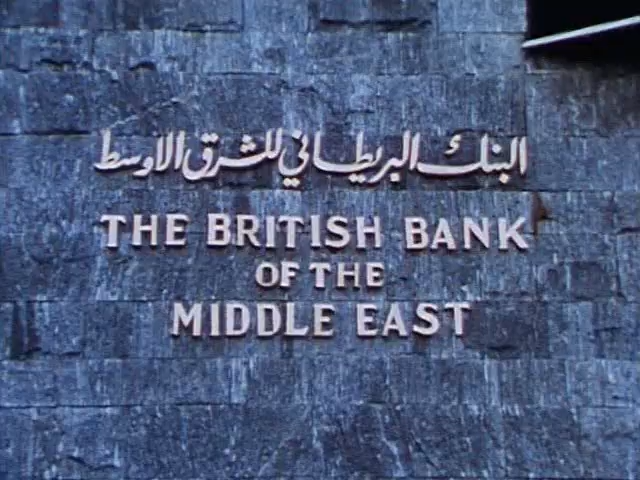 البنك البريطاني للشرق الاوسط
THE BRITISH BANK
OF THE
MIDDLE EAST